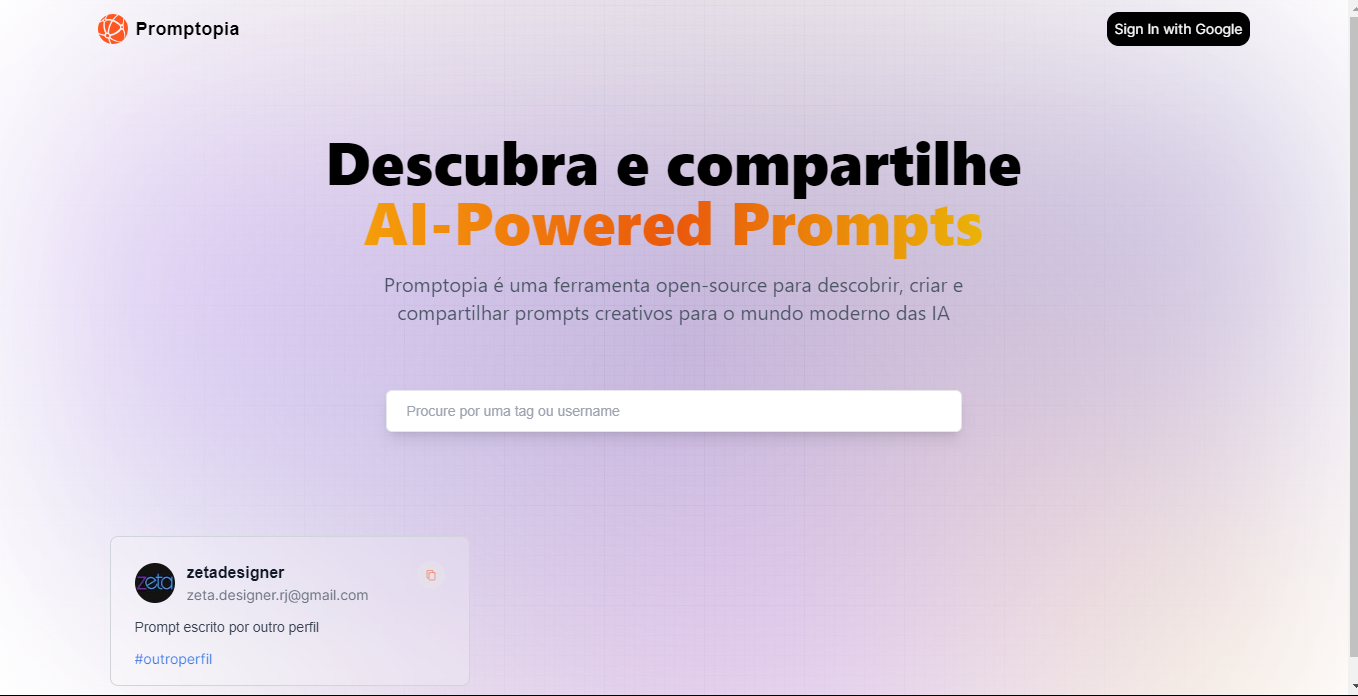 Promptopia
Sign In with Google
Descubra e compartilhe
AI-Powered Prompts
Promptopia é uma ferramenta open-source para descobrir, criar e
compartilhar prompts creativos para o mundo moderno das IA
Procure por uma tag ou username
zeta
zetadesigner
zeta.designer.rj@gmail.com
Prompt escrito por outro perfil
#outroperfil